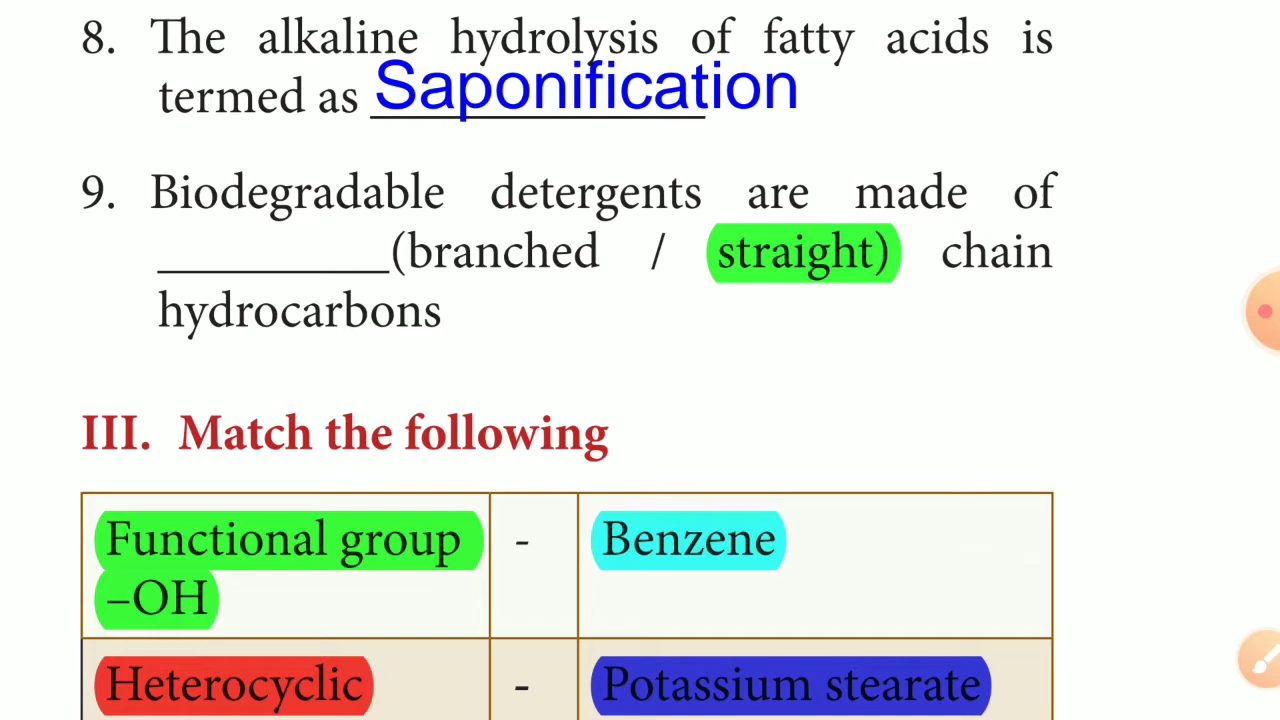 8. The alkaline hydrolysis of fatty acids is
termed as Saponification
9. Biodegradable detergents are made of
__________(branched / straight) chain
hydrocarbons
III. Match the following
Functional group - Benzene
–OH
Heterocyclic - Potassium stearate